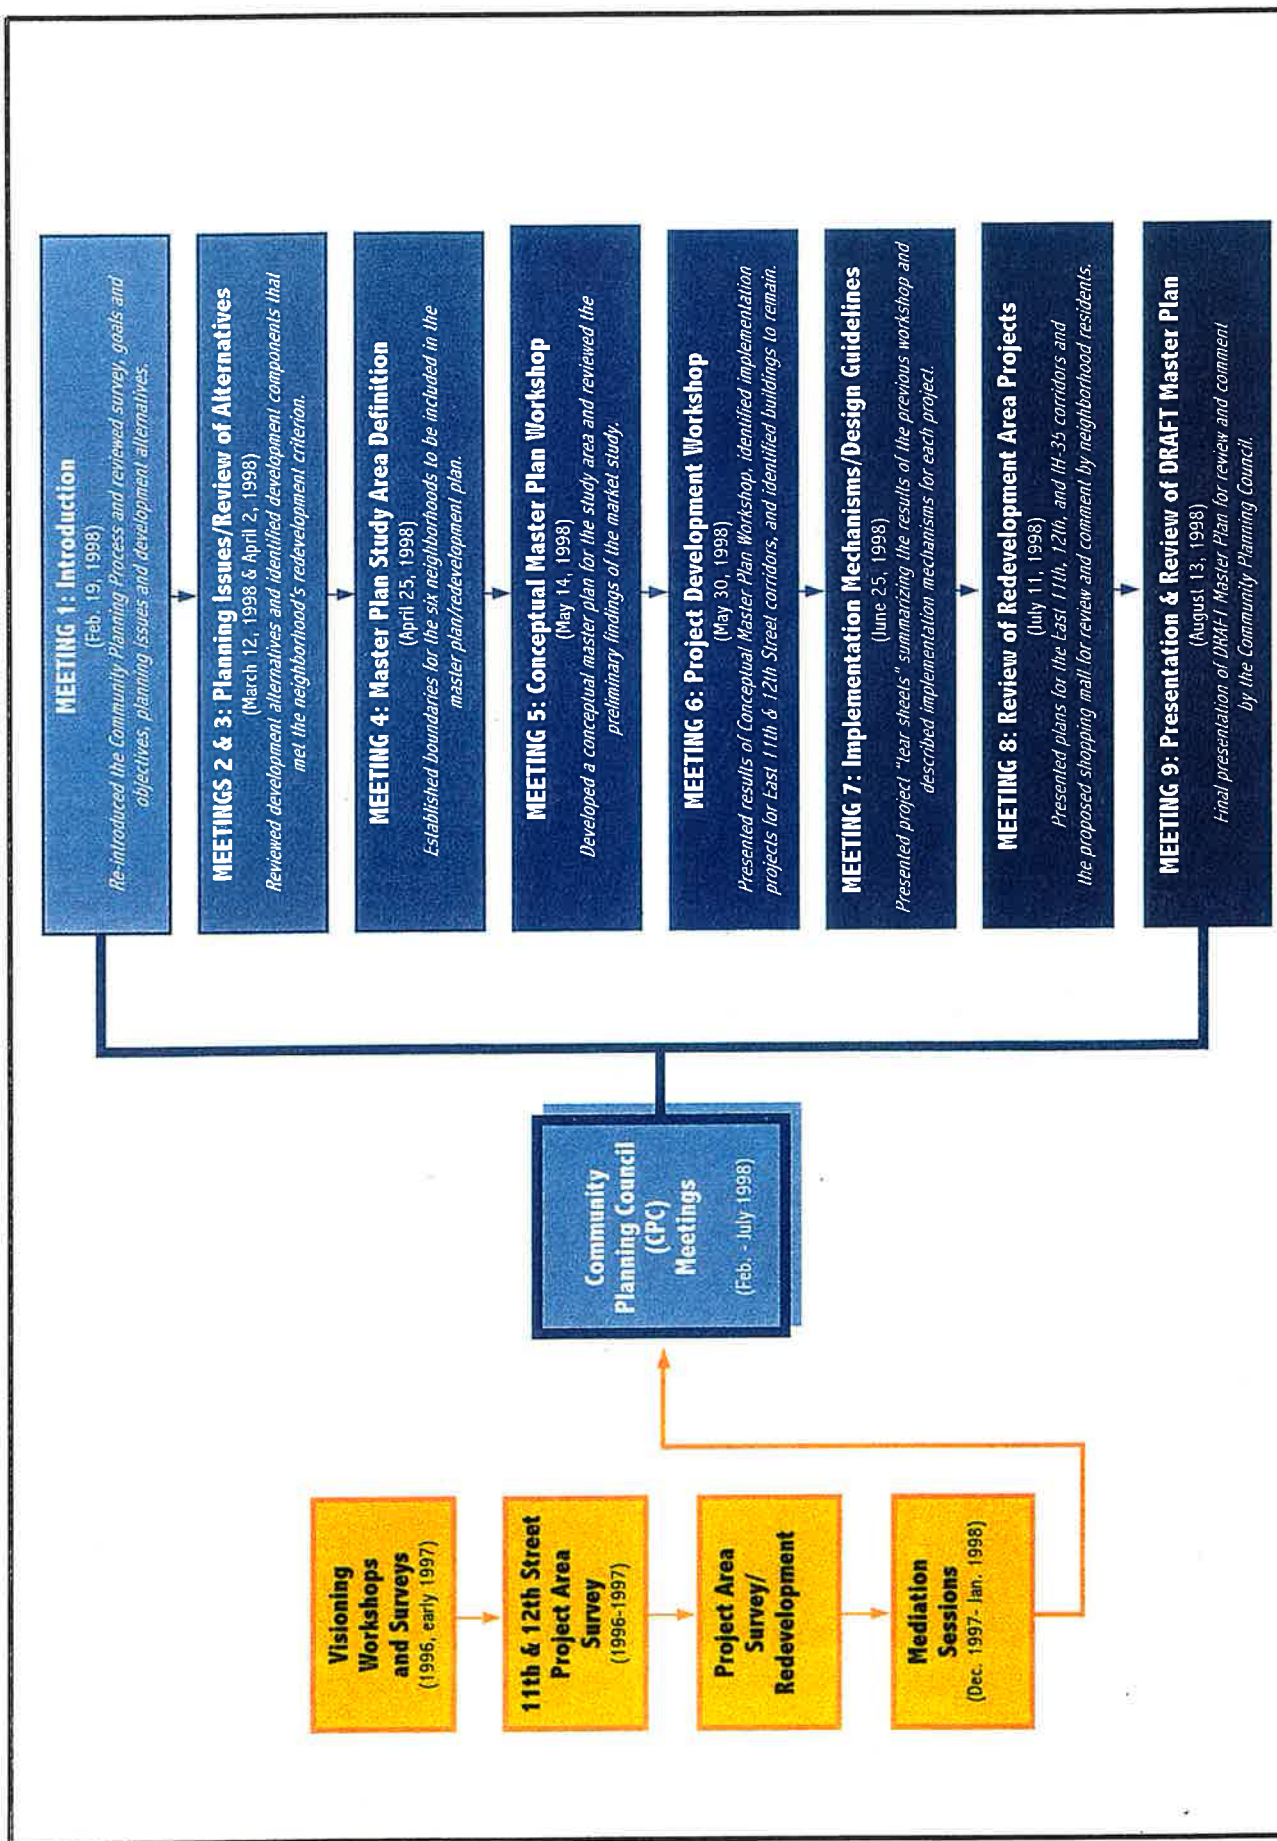 Visioning
Workshops
and Surveys
(1996, early 1997)
11th & 12th Street
Project Area
Survey
(1996-1997)
Project Area
Survey/
Redevelopment
Mediation
Sessions
(Dec. 1997- Jan. 1998)
Community
Planning Council
(CPC)
Meetings
(Feb. - July 1998)
MEETING 1: Introduction
(Feb. 19, 1998)
Re-introduced the Community Planning Process and reviewed survey, goals and
objectives, planning issues and development alternatives.
MEETINGS 2 & 3: Planning Issues/Review of Alternatives
(March 12, 1998 & April 2, 1998)
Reviewed development alternatives and identified development components that
met the neighborhood's redevelopment criterion.
MEETING 4: Master Plan Study Area Definition
(April 25, 1998)
Established boundaries for the six neighborhoods to be included in the
master plan/redevelopment plan.
MEETING 5: Conceptual Master Plan Workshop
(May 14, 1998)
Developed a conceptual master plan for the study area and reviewed the
preliminary findings of the market study.
MEETING 6: Project Development Workshop
(May 30, 1998)
Presented results of Conceptual Master Plan Workshop, identified implementation
projects for East 11th & 12th Street corridors, and identified buildings to remain.
MEETING 7: Implementation Mechanisms/Design Guidelines
(June 25, 1998)
Presented project "tear sheets" summarizing the results of the previous workshop and
described implementation mechanisms for each project.
MEETING 8: Review of Redevelopment Area Projects
(July 11, 1998)
Presented plans for the East 11th, 12th, and IH-35 corridors and
the proposed shopping mall for review and comment by neighborhood residents.
MEETING 9: Presentation & Review of DRAFT Master Plan
(August 13, 1998)
Final presentation of DRAFT Master Plan for review and comment
by the Community Planning Council.